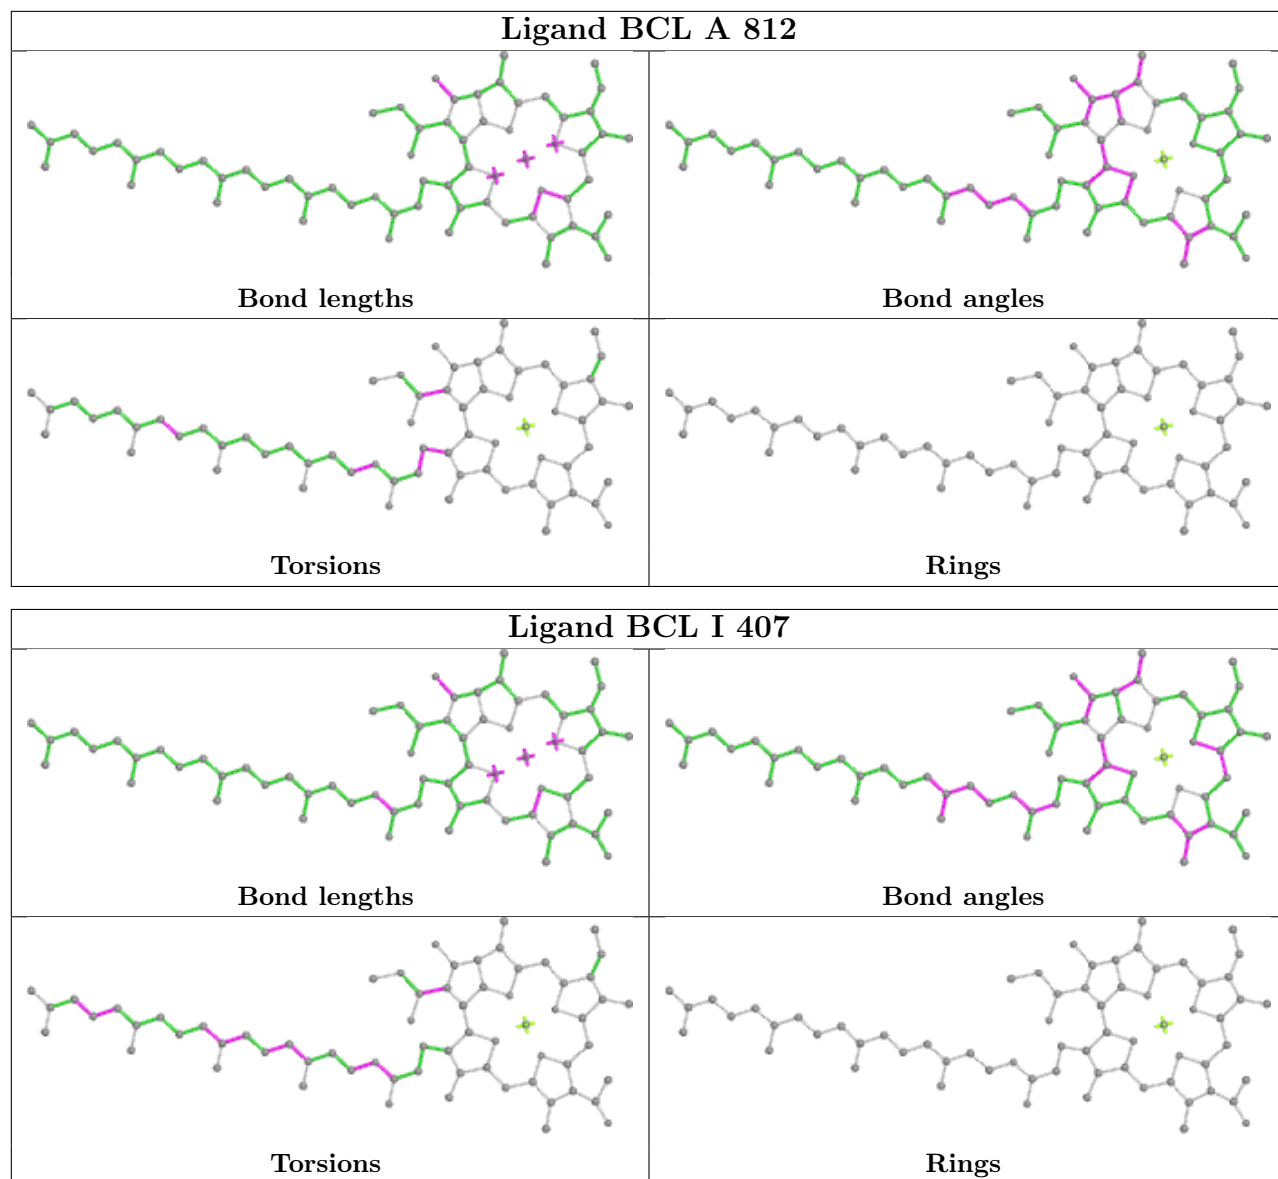 Ligand BCL A 812
Bond lengths
Bond angles
Torsions
Rings
Ligand BCL I 407
Bond lengths
Bond angles
Torsions
Rings